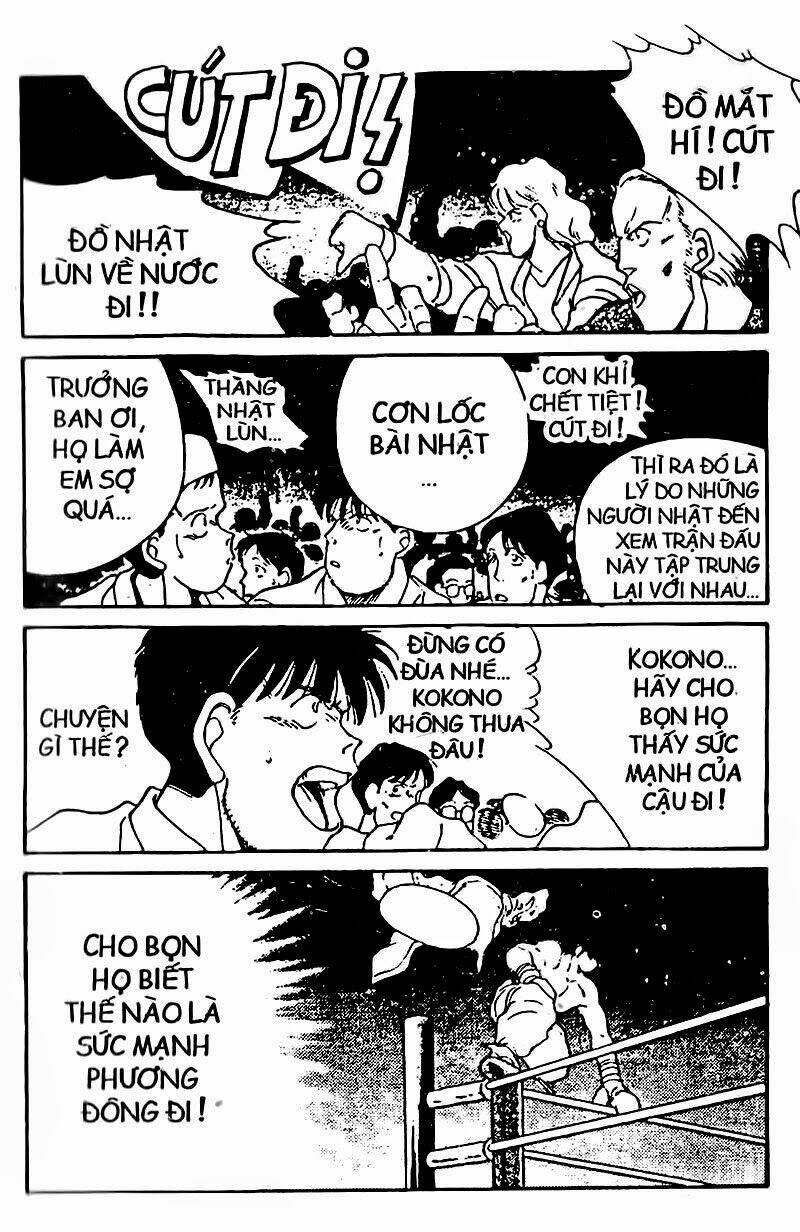 CÚT ĐI!!
ĐỒ MẮT
HÍ! CÚT
ĐI!
ĐỒ NHẬT
LÙN VỀ NƯỚC
ĐI!!
TRƯỞNG
BAN ƠI,
HỌ LÀM
EM SỢ
QUÁ...
THẰNG
NHẬT
LÙN...
CƠN LỐC
BÀI NHẬT
...
CON KHỈ,
CHẾT TIỆT!
CÚT ĐI!
THÌ RA ĐÓ LÀ
LÝ DO NHỮNG
NGƯỜI NHẬT ĐẾN
XEM TRẬN ĐẤU
NÀY TẬP TRUNG
LẠI VỚI NHAU...
CHUYỆN
GÌ THẾ?
ĐỪNG CÓ
ĐÙA NHÉ...
KOKONO
KHÔNG THUA
ĐÂU!
KOKONO...
HÃY CHO
BỌN HỌ
THẤY SỨC
MẠNH CỦA
CẬU ĐI!
CHO BỌN
HỌ BIẾT
THẾ NÀO LÀ
SỨC MẠNH
PHƯƠNG
ĐÔNG ĐI!